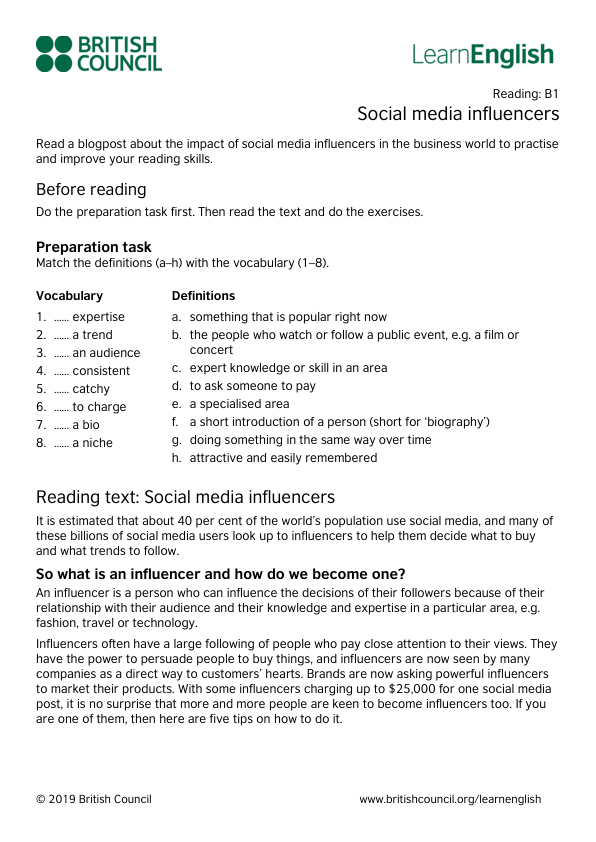 BRITISH
COUNCIL
LearnEnglish
Reading: B1
Social media influencers
Read a blogpost about the impact of social media influencers in the business world to practise
and improve your reading skills.
Before reading
Do the preparation task first. Then read the text and do the exercises.
Preparation task
Match the definitions (a–h) with the vocabulary (1–8).
Vocabulary
1. …… expertise
2. …… a trend
3. …… an audience
4. …… consistent
5. …… catchy
6. …… to charge
7. …… a bio
8. …… a niche
Definitions
a. something that is popular right now
b. the people who watch or follow a public event, e.g. a film or
concert
c. expert knowledge or skill in an area
d. to ask someone to pay
e. a specialised area
f. a short introduction of a person (short for ‘biography’)
g. doing something in the same way over time
h. attractive and easily remembered
Reading text: Social media influencers
It is estimated that about 40 per cent of the world’s population use social media, and many of
these billions of social media users look up to influencers to help them decide what to buy
and what trends to follow.
So what is an influencer and how do we become one?
An influencer is a person who can influence the decisions of their followers because of their
relationship with their audience and their knowledge and expertise in a particular area, e.g.
fashion, travel or technology.
Influencers often have a large following of people who pay close attention to their views. They
have the power to persuade people to buy things, and influencers are now seen by many
companies as a direct way to customers’ hearts. Brands are now asking powerful influencers
to market their products. With some influencers charging up to $25,000 for one social media
post, it is no surprise that more and more people are keen to become influencers too. If you
are one of them, then here are five tips on how to do it.
© 2019 British Council
www.britishcouncil.org/learnenglish